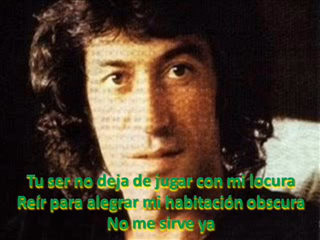 Tu ser no deja de jugar con mi locura
Reír para alegrar mi habitación obscura
No me sirve ya